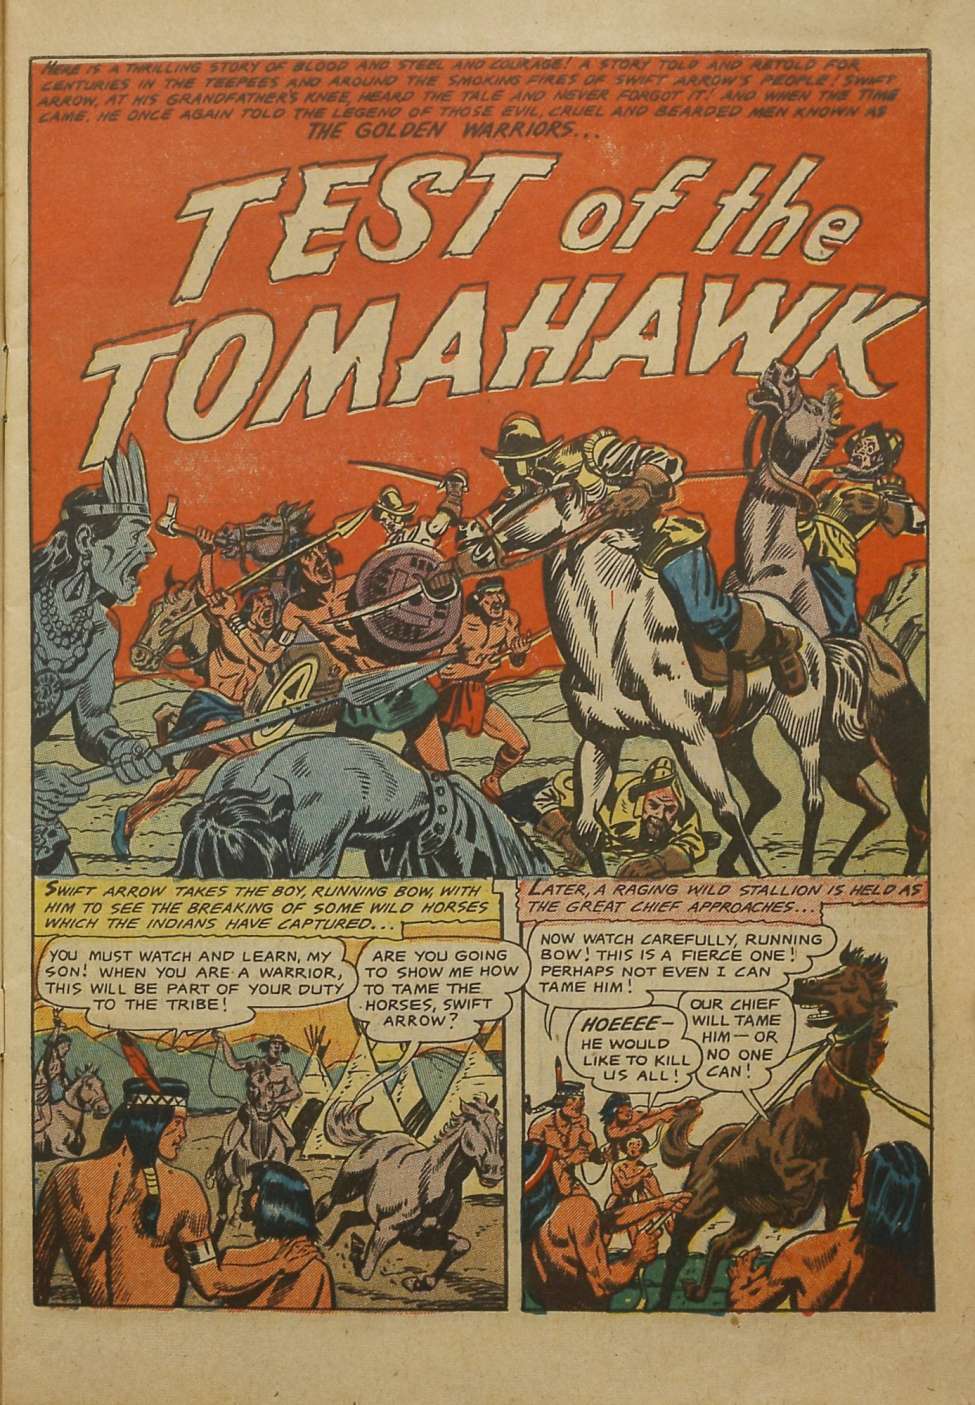 HERE IS A THRILLING STORY OF BLOOD AND STEEL AND COURAGE! A STORY TOLD AND RETOLD FOR
CENTURIES IN THE TEEPEES AND AROUND THE SMOKING FIRES OF SWIFT ARROW'S PEOPLE! SWIFT
ARROW, AT HIS GRANDFATHER'S KNEE, HEARD THE TALE AND NEVER FORGOT IT! AND WHEN THE TIME
CAME, HE ONCE AGAIN TOLD THE LEGEND OF THOSE EVIL, CRUEL AND BEARDED MEN KNOWN AS
THE GOLDEN WARRIORS...
TEST of the
TOMAHAWK
SWIFT ARROW TAKES THE BOY, RUNNING BOW, WITH
HIM TO SEE THE BREAKING OF SOME WILD HORSES
WHICH THE INDIANS HAVE CAPTURED...
YOU MUST WATCH AND LEARN, MY
SON! WHEN YOU ARE A WARRIOR,
THIS WILL BE PART OF YOUR DUTY
TO THE TRIBE!
ARE YOU GOING
TO SHOW ME HOW
TO TAME THE
HORSES, SWIFT
ARROW?
LATER, A RAGING WILD STALLION IS HELD AS
THE GREAT CHIEF APPROACHES...
NOW WATCH CAREFULLY, RUNNING
BOW! THIS IS A FIERCE ONE!
PERHAPS NOT EVEN I CAN
TAME HIM!
HOEEEE—
HE WOULD
LIKE TO KILL
US ALL!
OUR CHIEF
WILL TAME
HIM—OR
NO ONE
CAN!